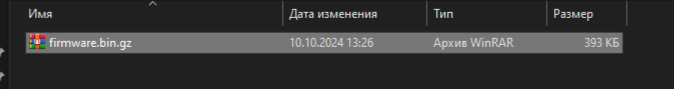 Имя Дата изменения Тип Размер
firmware.bin.gz 10.10.2024 13:26 Архив WinRAR 393 КБ